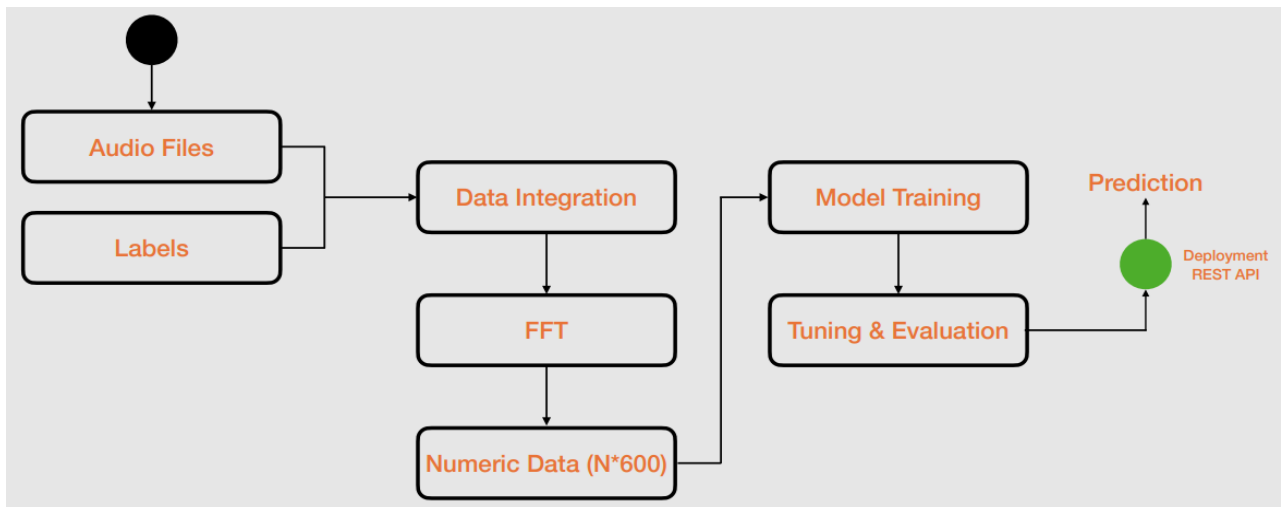 Audio Files
Labels
Data Integration
FFT
Numeric Data (N*600)
Model Training
Tuning & Evaluation
Prediction
Deployment
REST API